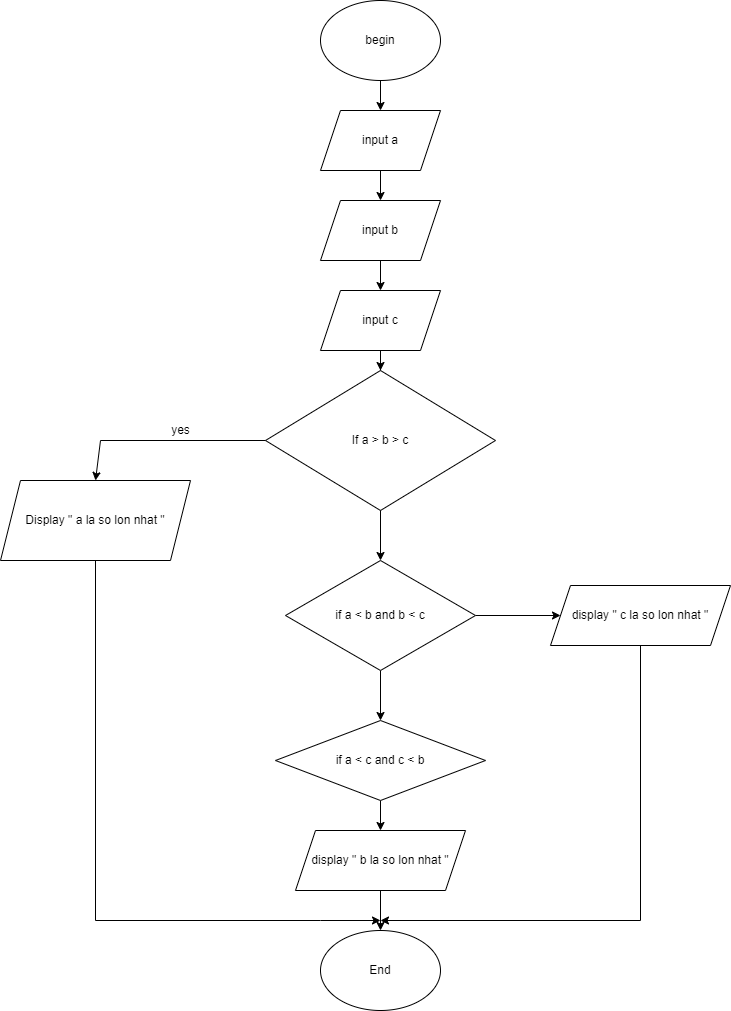 begin
input a
input b
input c
If a > b > c
yes
Display " a la so lon nhat "
if a < b and b < c
display " c la so lon nhat "
if a < c and c < b
display " b la so lon nhat "
End